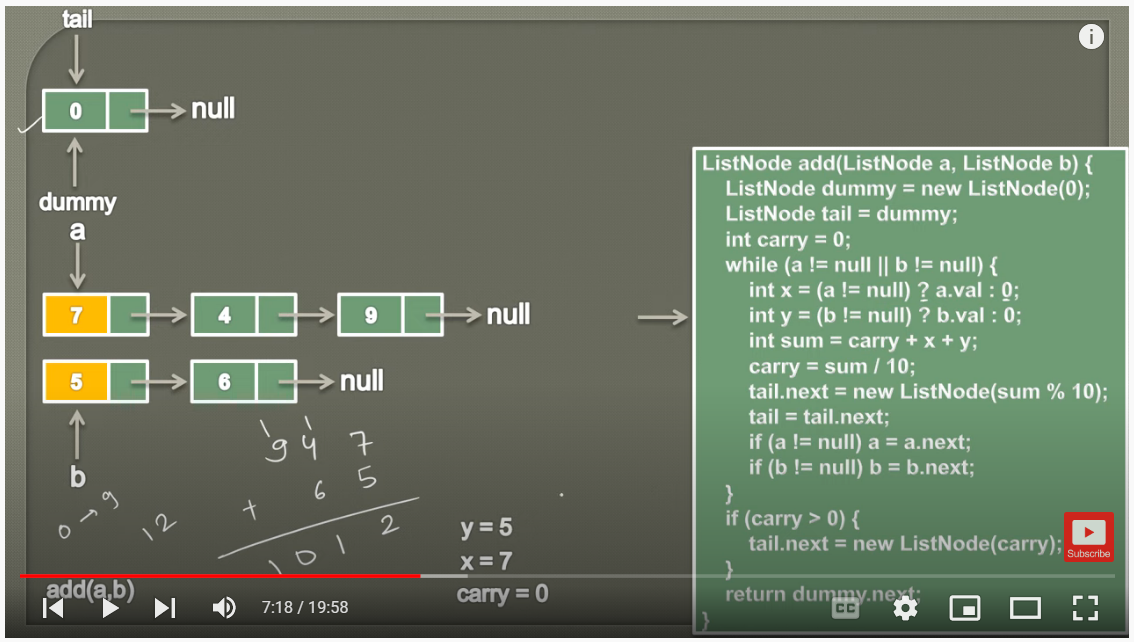 tail
0 null
dummy
a
7 4 9 null
5 6 null
b
1 1
9 4 7
+ 6 5
1 0 1 2
0 → 9
12
y = 5
x = 7
carry = 0
add(a,b)
ListNode add(ListNode a, ListNode b) {
ListNode dummy = new ListNode(0);
ListNode tail = dummy;
int carry = 0;
while (a != null || b != null) {
int x = (a != null) ? a.val : 0;
int y = (b != null) ? b.val : 0;
int sum = carry + x + y;
carry = sum / 10;
tail.next = new ListNode(sum % 10);
tail = tail.next;
if (a != null) a = a.next;
if (b != null) b = b.next;
}
if (carry > 0) {
tail.next = new ListNode(carry);
}
return dummy.next;
}
Subscribe
7:18 / 19:58
CC
i